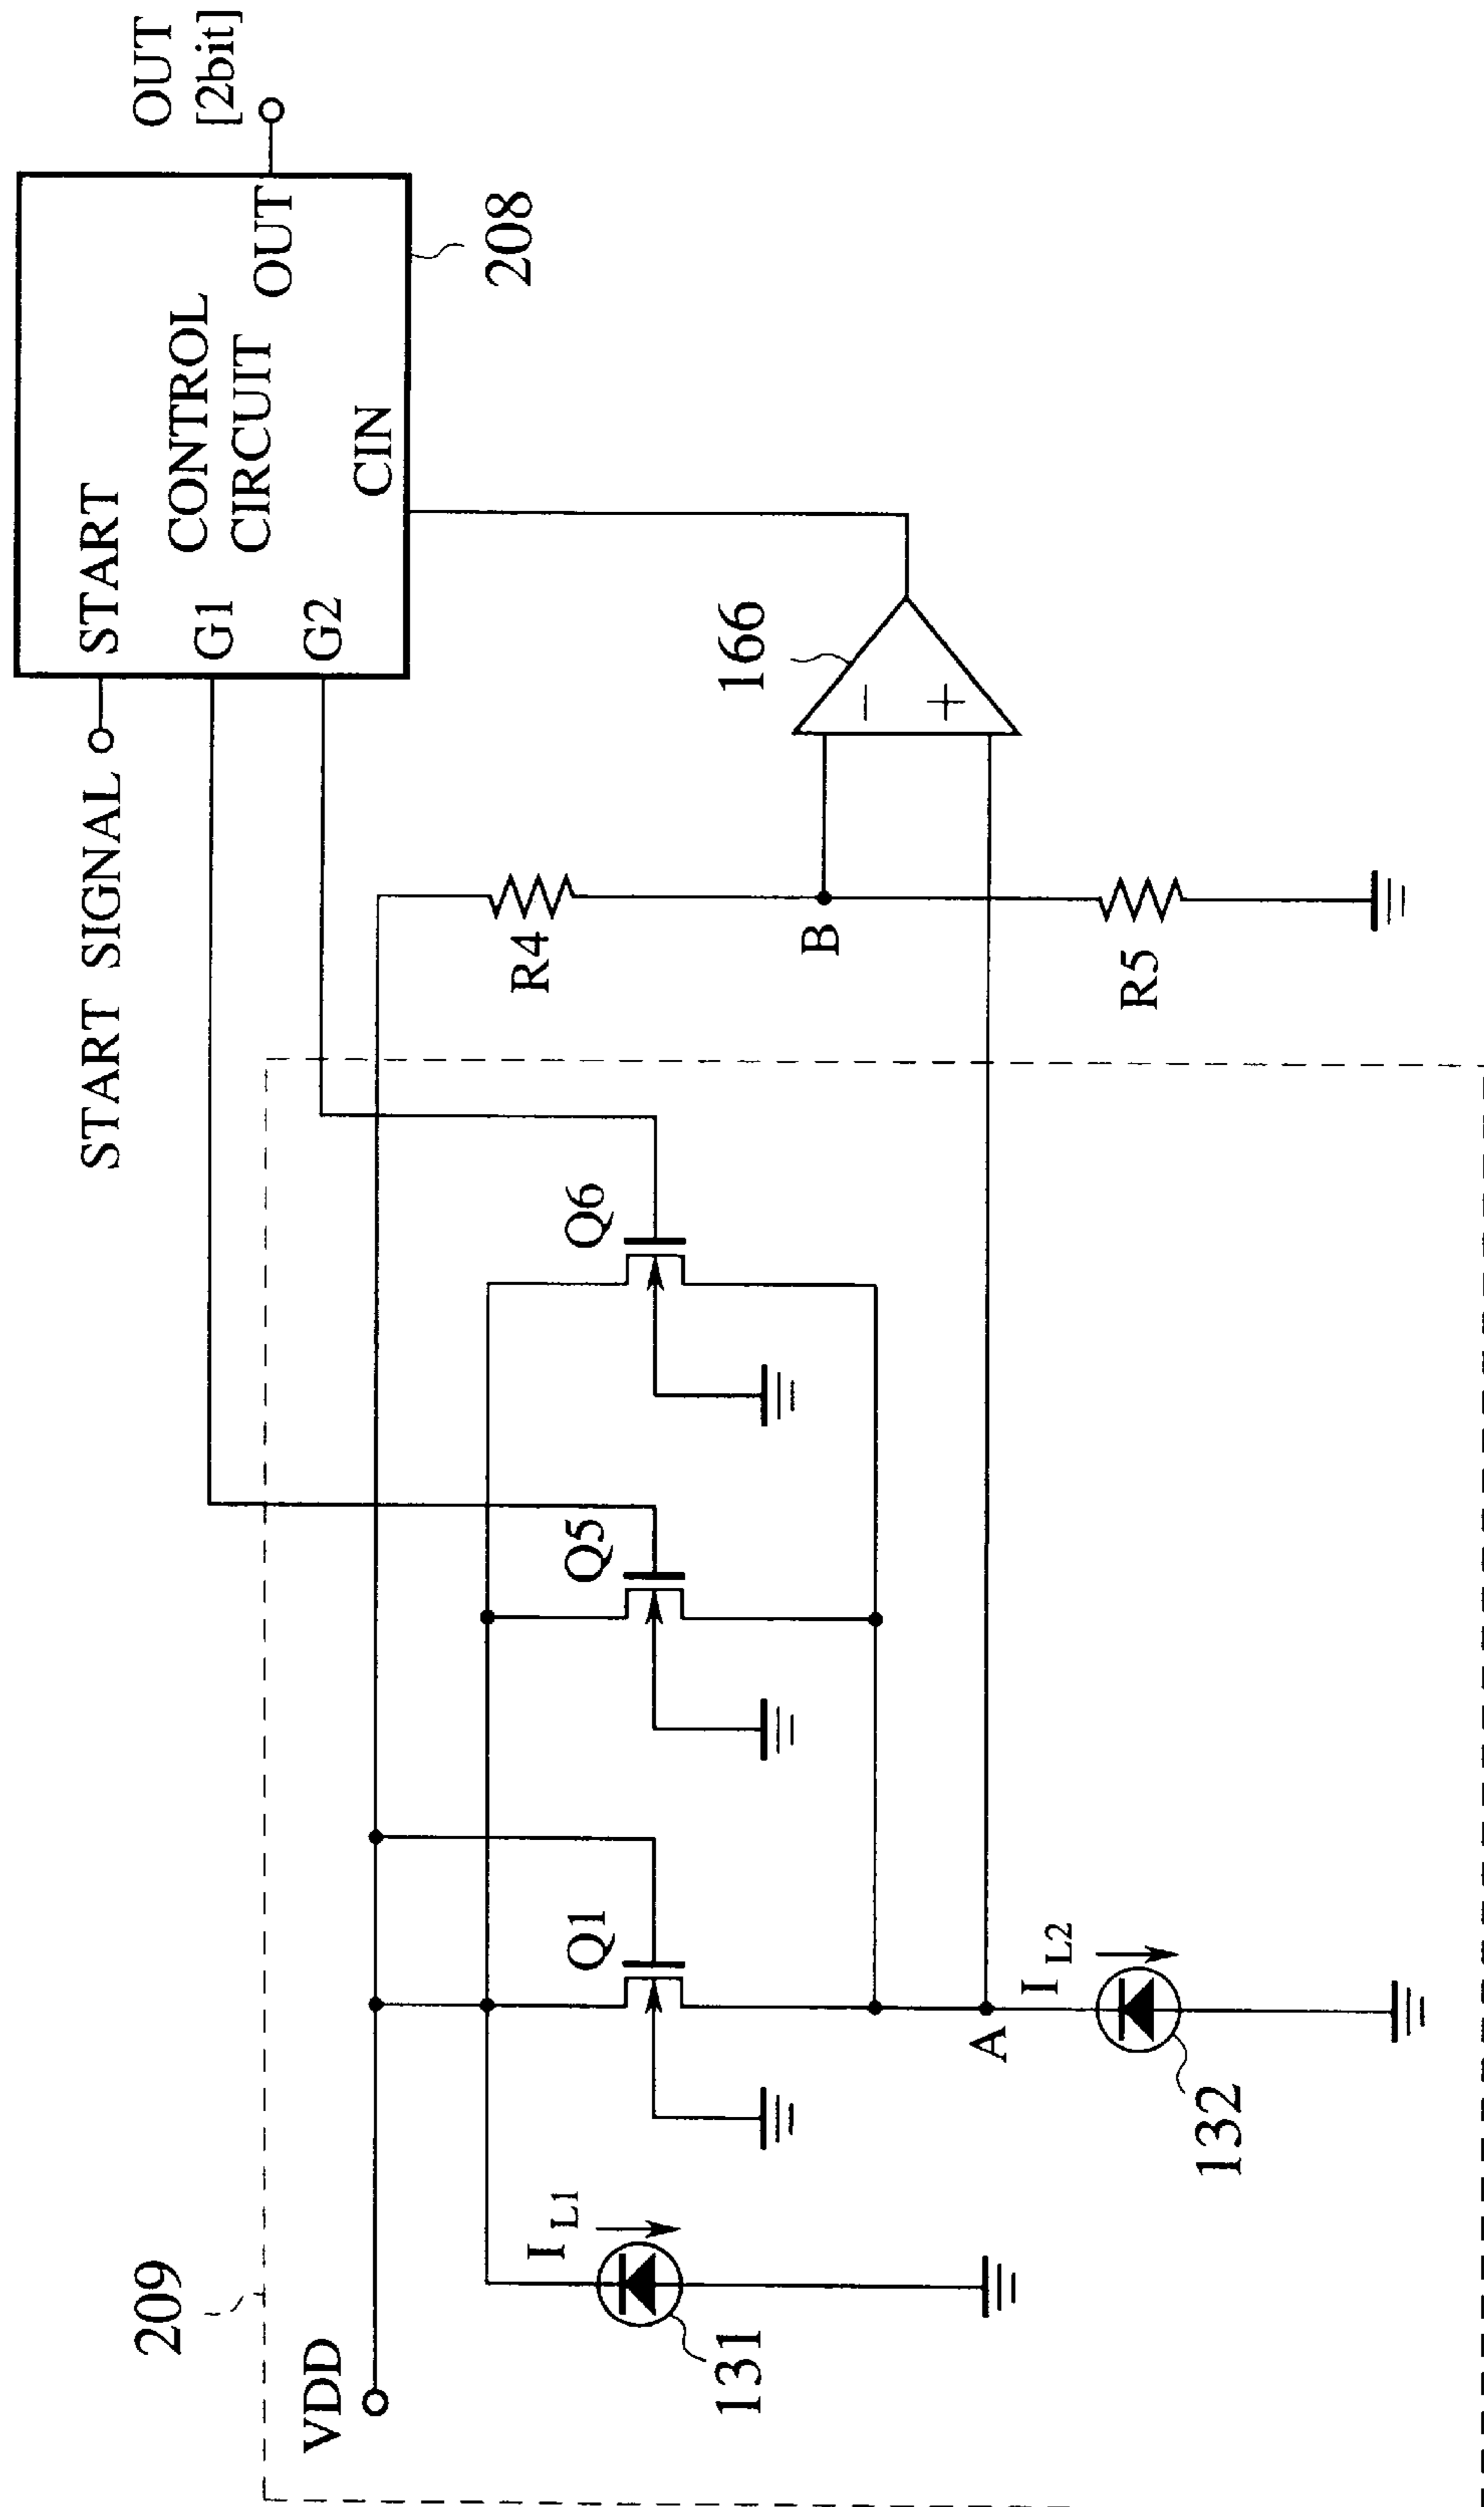 209
VDD
START SIGNAL
START
G1
G2
CONTROL
CIRCUIT
OUT
CIN
OUT
[2bit]
208
Q1
Q5
Q6
R4
B
R5
166
I L1
131
A
I L2
132
−
+